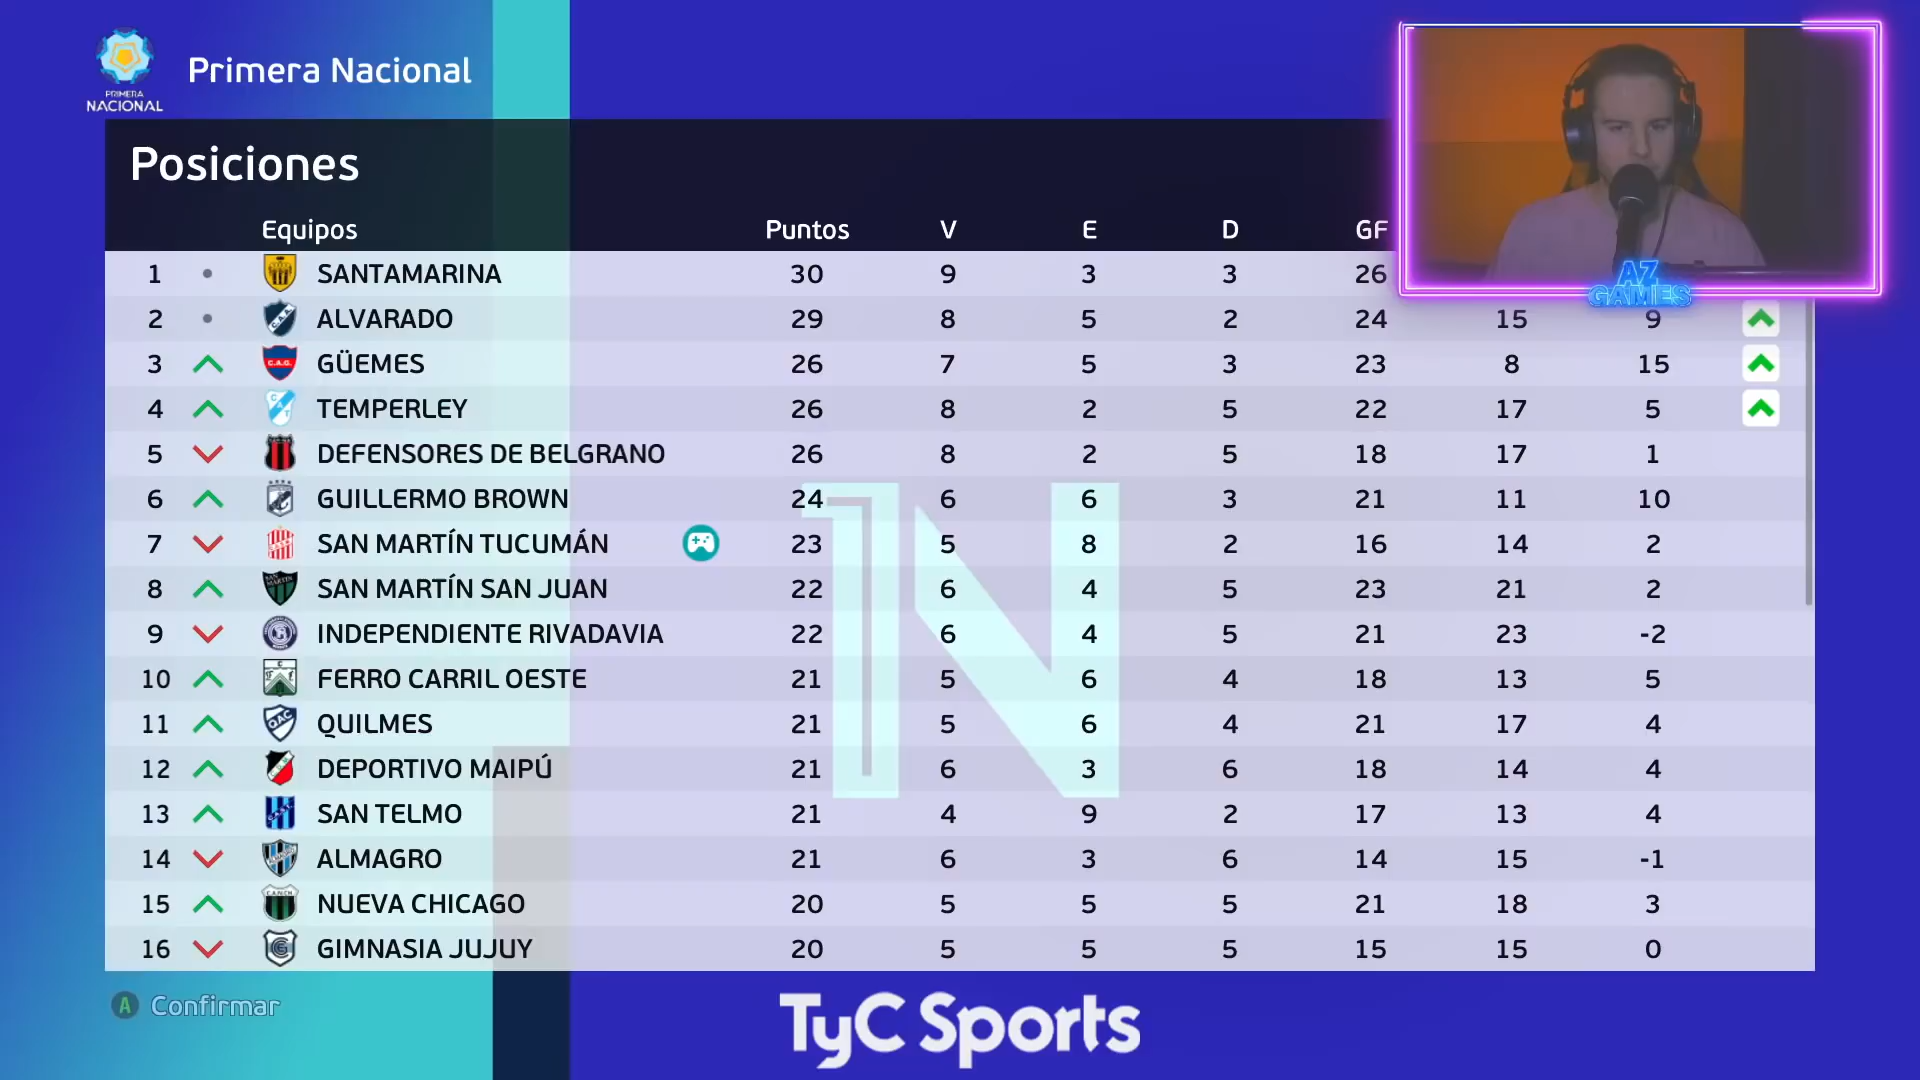 PRIMERA
NACIONAL
Primera Nacional
Posiciones
Equipos Puntos V E D GF
1 SANTAMARINA 30 9 3 3 26
2 ALVARADO 29 8 5 2 24 15 9
3 GÜEMES 26 7 5 3 23 8 15
4 TEMPERLEY 26 8 2 5 22 17 5
5 DEFENSORES DE BELGRANO 26 8 2 5 18 17 1
6 GUILLERMO BROWN 24 6 6 3 21 11 10
7 SAN MARTÍN TUCUMÁN 23 5 8 2 16 14 2
8 SAN MARTÍN SAN JUAN 22 6 4 5 23 21 2
9 INDEPENDIENTE RIVADAVIA 22 6 4 5 21 23 -2
10 FERRO CARRIL OESTE 21 5 6 4 18 13 5
11 QUILMES 21 5 6 4 21 17 4
12 DEPORTIVO MAIPÚ 21 6 3 6 18 14 4
13 SAN TELMO 21 4 9 2 17 13 4
14 ALMAGRO 21 6 3 6 14 15 -1
15 NUEVA CHICAGO 20 5 5 5 21 18 3
16 GIMNASIA JUJUY 20 5 5 5 15 15 0
A Confirmar
TyC Sports
AZ
GAMES
1N